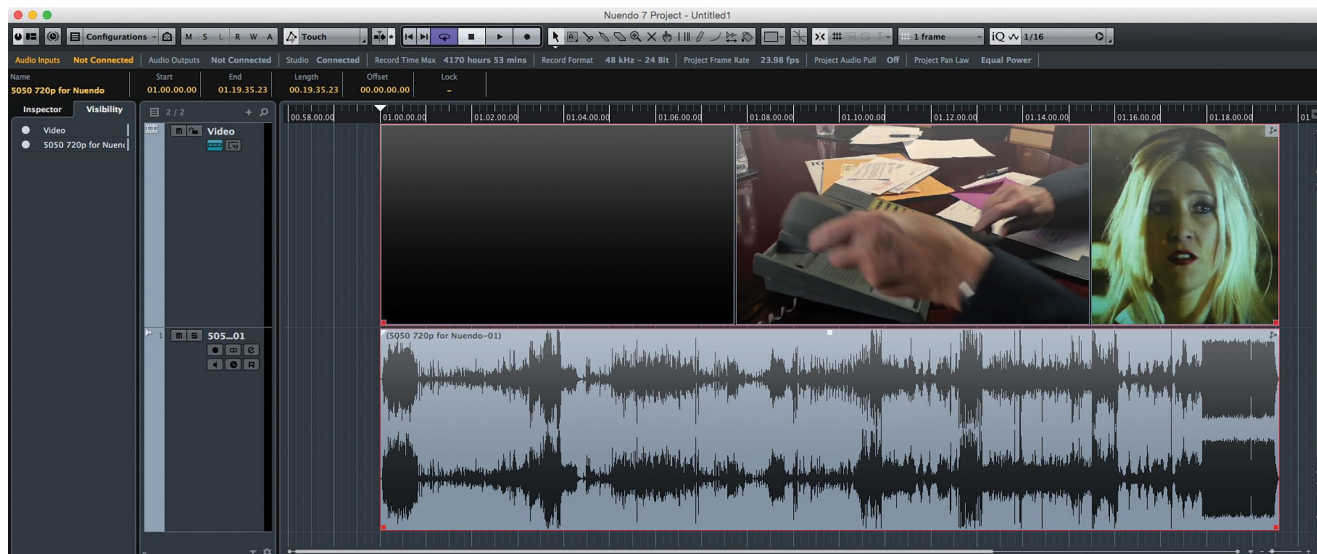 Nuendo 7 Project - Untitled1
Configurations M S L R W A Touch 1 frame iQ 1/16
Audio Inputs Not Connected Audio Outputs Not Connected Studio Connected Record Time Max 4170 hours 53 mins Record Format 48 kHz - 24 Bit Project Frame Rate 23.98 fps Project Audio Pull Off Project Pan Law Equal Power
Name Start End Length Offset Lock
5050 720p for Nuendo 01.00.00.00 01.19.35.23 00.19.35.23 00.00.00.00 -
Inspector Visibility 2 / 2 00.58.00.00 01.00.00.00 01.02.00.00 01.04.00.00 01.06.00.00 01.08.00.00 01.10.00.00 01.12.00.00 01.14.00.00 01.16.00.00 01.18.00.00 01
Video m Video
5050 720p for Nuen
1 m S 505...01 (5050 720p for Nuendo-01)
e
R